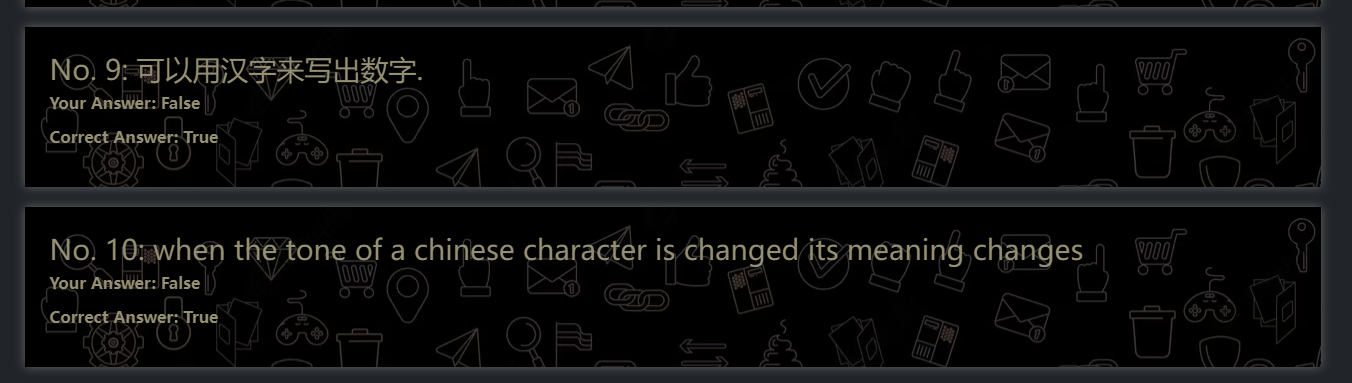 No. 9: 可以用汉字来写出数字.
Your Answer: False
Correct Answer: True
No. 10: when the tone of a chinese character is changed its meaning changes
Your Answer: False
Correct Answer: True